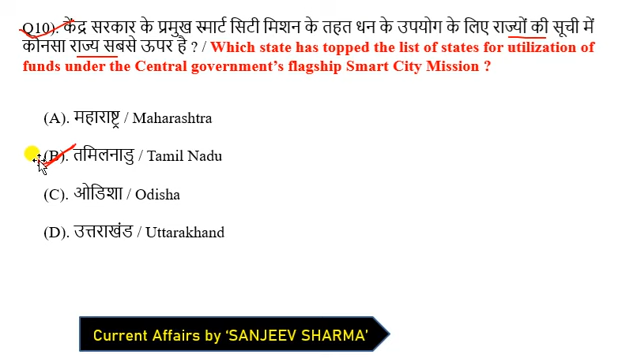 Q10). केंद्र सरकार के प्रमुख स्मार्ट सिटी मिशन के तहत धन के उपयोग के लिए राज्यों की सूची में
कौनसा राज्य सबसे ऊपर है ? / Which state has topped the list of states for utilization of
funds under the Central government's flagship Smart City Mission ?
(A). महाराष्ट्र / Maharashtra
(B). तमिलनाडु / Tamil Nadu
(C). ओडिशा / Odisha
(D). उत्तराखंड / Uttarakhand
Current Affairs by 'SANJEEV SHARMA'